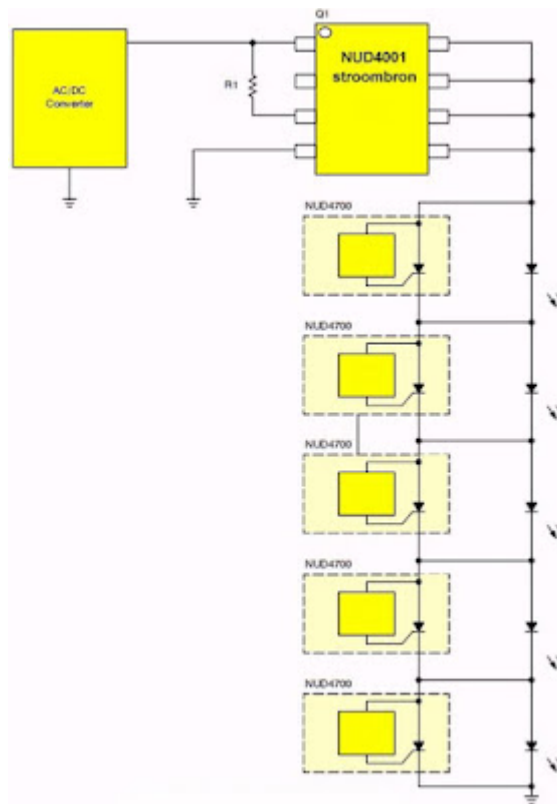 Q1
NUD4001
stroombron
AC/DC
Converter
R1
NUD4700
NUD4700
NUD4700
NUD4700
NUD4700